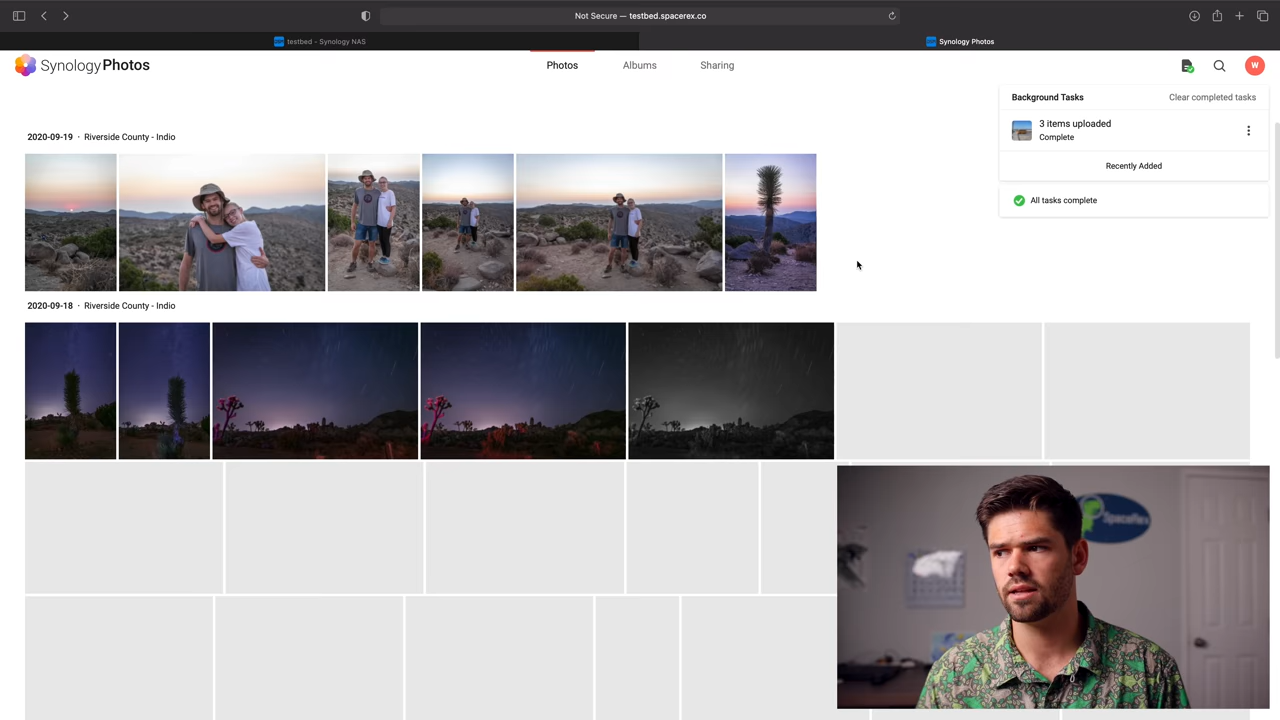 Not Secure — testbed.spacerex.co
testbed - Synology NAS
Synology Photos
SynologyPhotos
Photos
Albums
Sharing
W
Background Tasks
Clear completed tasks
3 items uploaded
Complete
Recently Added
All tasks complete
2020-09-19 · Riverside County - Indio
2020-09-18 · Riverside County - Indio
SpaceRex